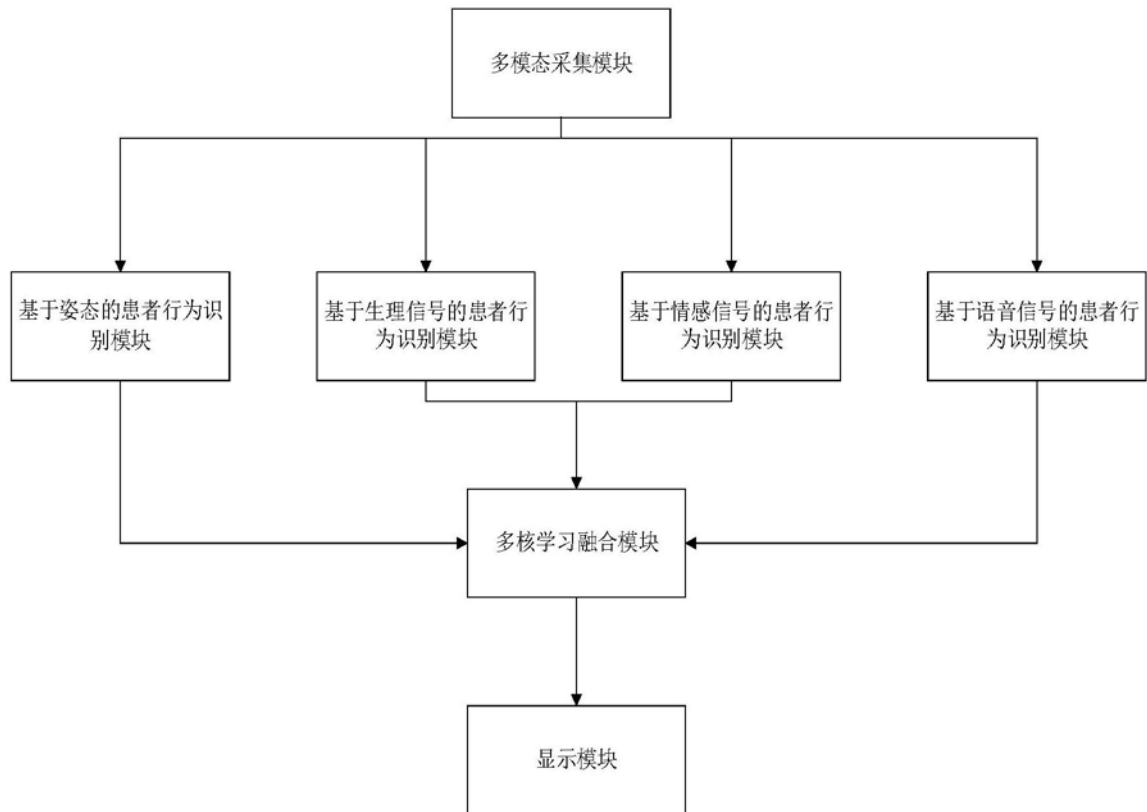 多模态采集模块
基于姿态的患者行为识
别模块
基于生理信号的患者行
为识别模块
基于情感信号的患者行
为识别模块
基于语音信号的患者行
为识别模块
多核学习融合模块
显示模块